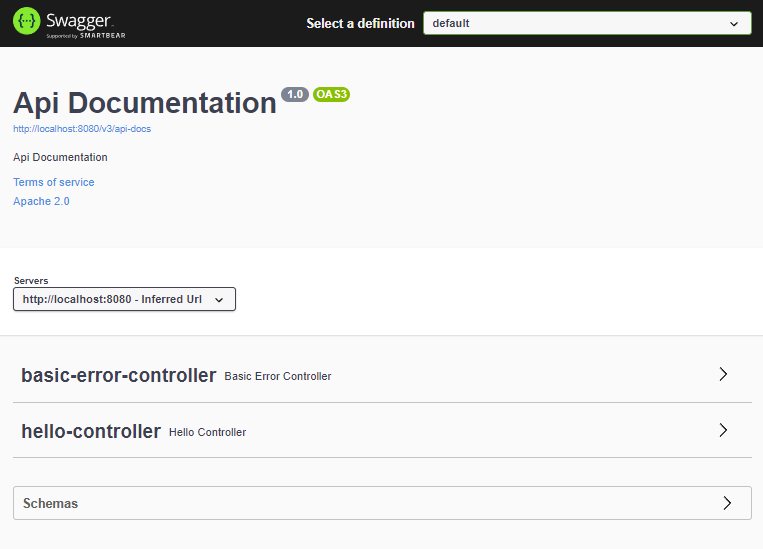 Swagger
Supported by SMARTBEAR
Select a definition
default
Api Documentation 1.0 OAS3
http://localhost:8080/v3/api-docs
Api Documentation
Terms of service
Apache 2.0
Servers
http://localhost:8080 - Inferred Url
basic-error-controller Basic Error Controller
hello-controller Hello Controller
Schemas